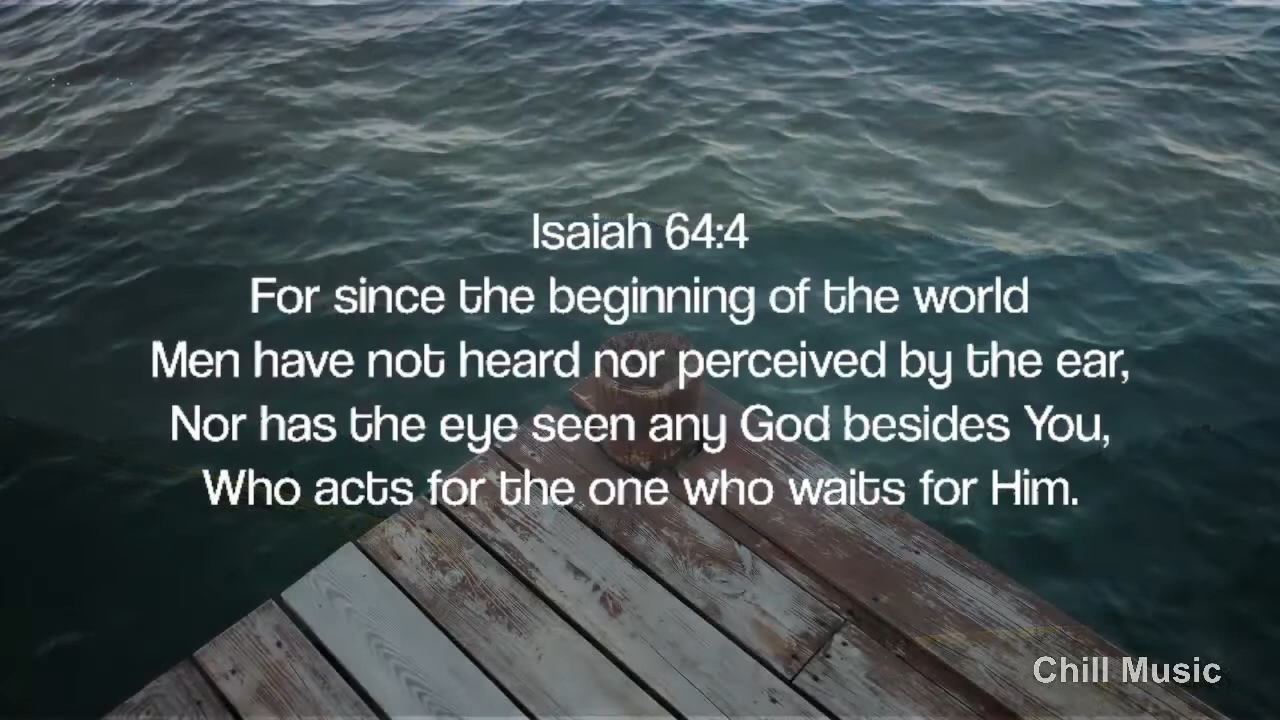 Isaiah 64:4
For since the beginning of the world
Men have not heard nor perceived by the ear,
Nor has the eye seen any God besides You,
Who acts for the one who waits for Him.
Chill Music